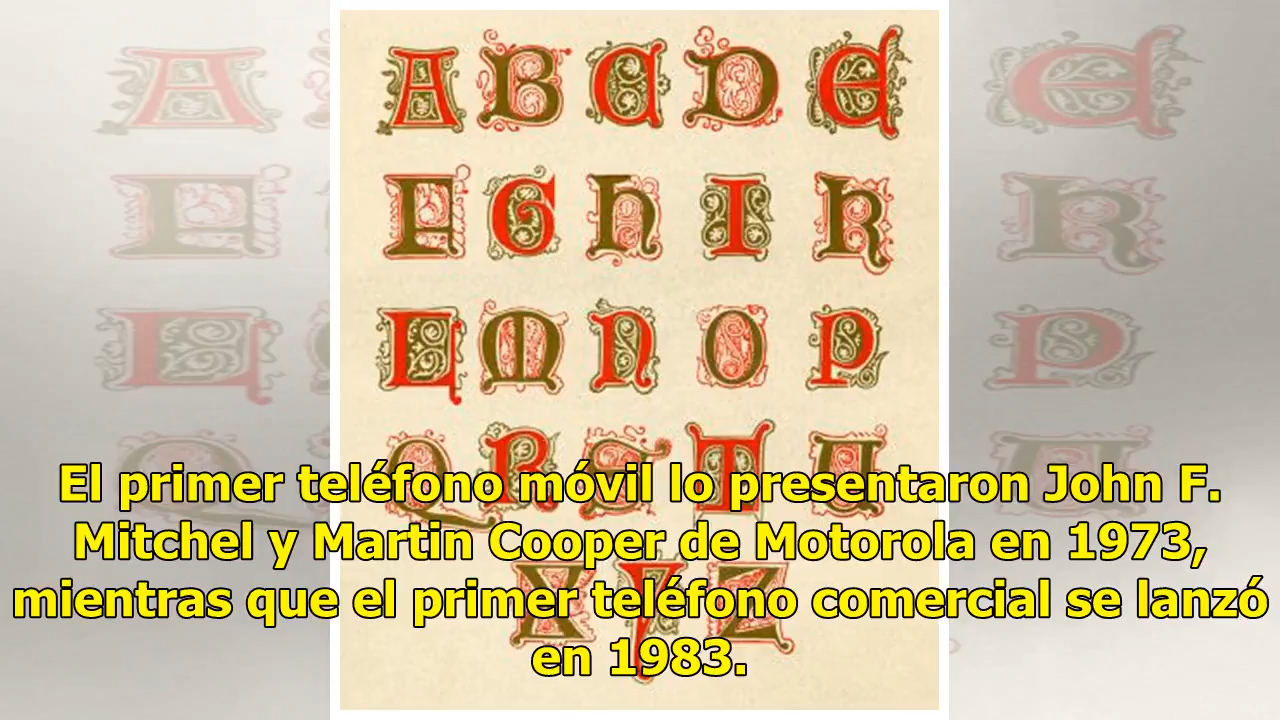 A B C D E
F G H I K
L M N O P
Q R S T U
X Y Z
El primer teléfono móvil lo presentaron John F.
Mitchel y Martin Cooper de Motorola en 1973,
mientras que el primer teléfono comercial se lanzó
en 1983.